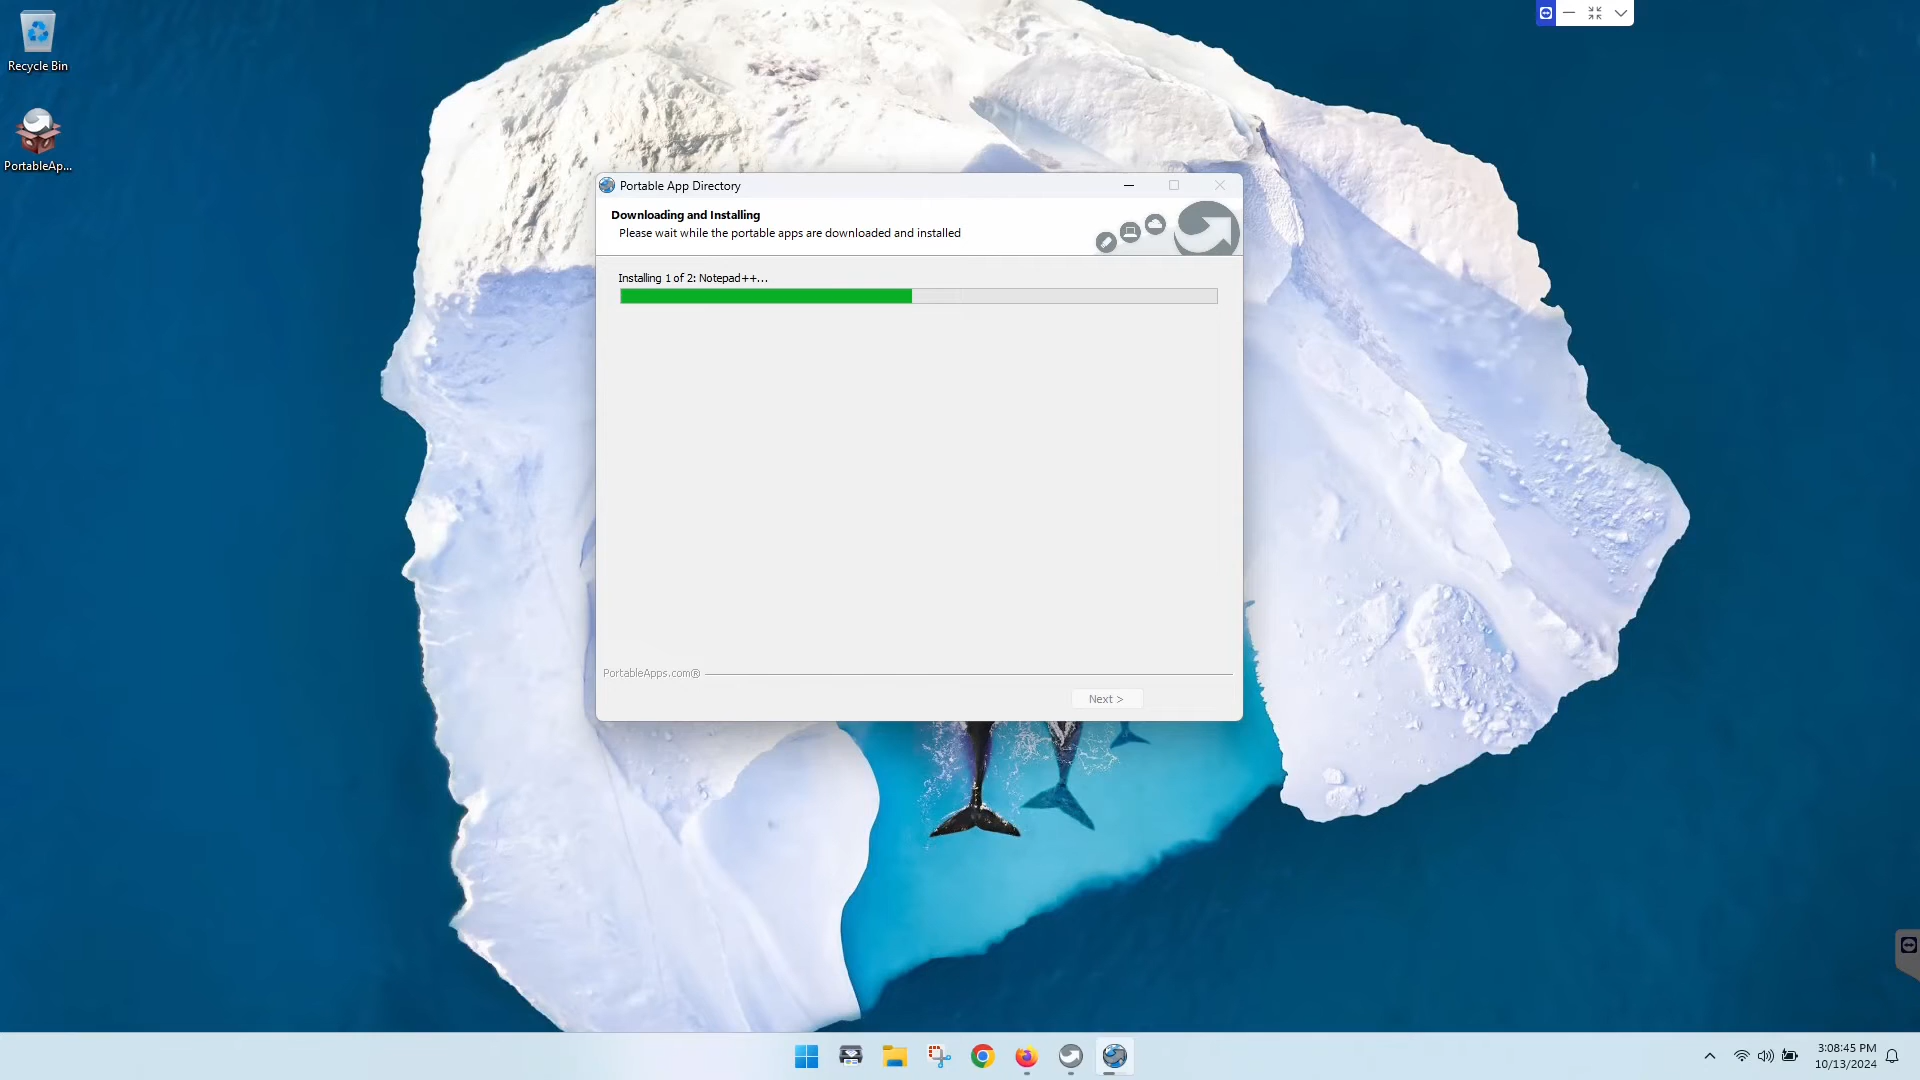 Recycle Bin
PortableAp...
Portable App Directory
Downloading and Installing
Please wait while the portable apps are downloaded and installed
Installing 1 of 2: Notepad++...
PortableApps.com®
Next >
3:08:45 PM
10/13/2024